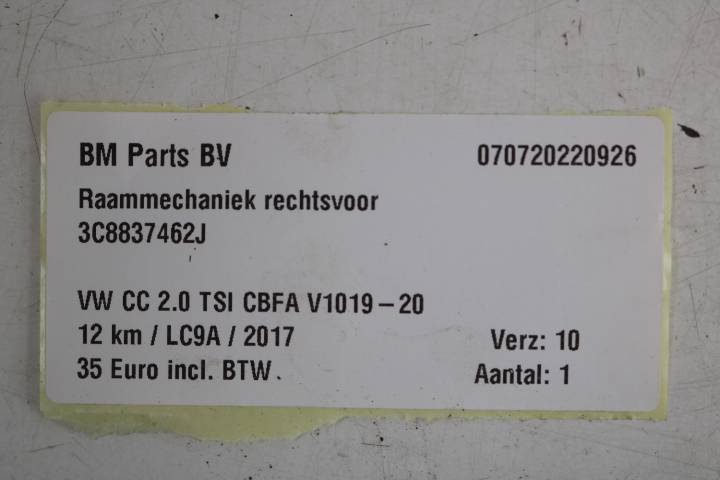 BM Parts BV 070720220926
Raammechaniek rechtsvoor
3C8837462J
VW CC 2.0 TSI CBFA V1019-20
12 km / LC9A / 2017 Verz: 10
35 Euro incl. BTW. Aantal: 1